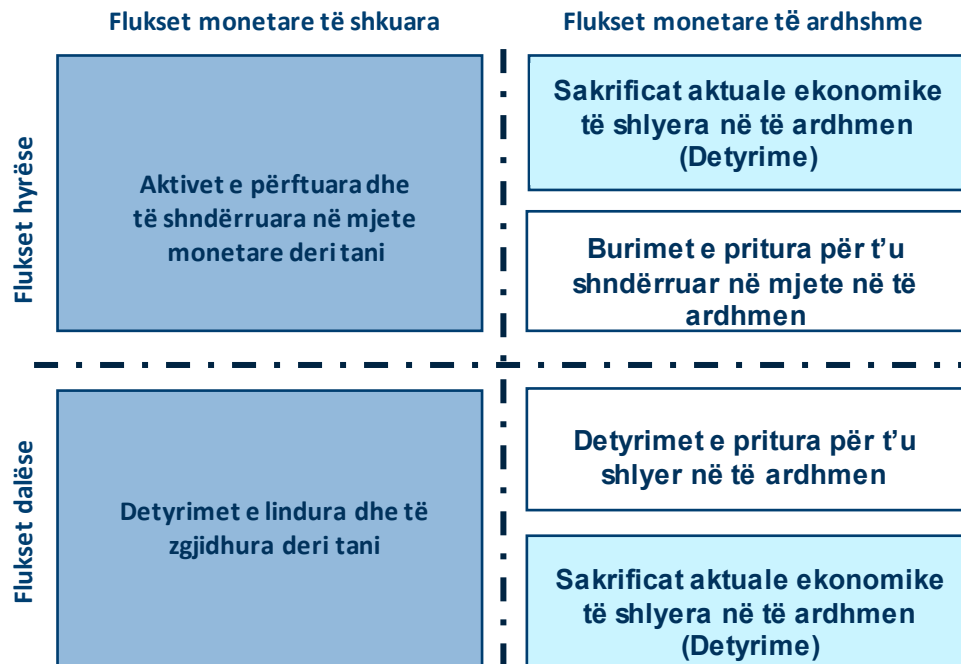 Flukset monetare të shkuara
Flukset monetare të ardhshme
Flukset hyrëse
Aktivet e përftuara dhe
të shndërruara në mjete
monetare deri tani
Sakrificat aktuale ekonomike
të shlyera në të ardhmen
(Detyrime)
Burimet e pritura për t’u
shndërruar në mjete në të
ardhmen
Flukset dalëse
Detyrimet e lindura dhe të
zgjidhura deri tani
Detyrimet e pritura për t’u
shlyer në të ardhmen
Sakrificat aktuale ekonomike
të shlyera në të ardhmen
(Detyrime)